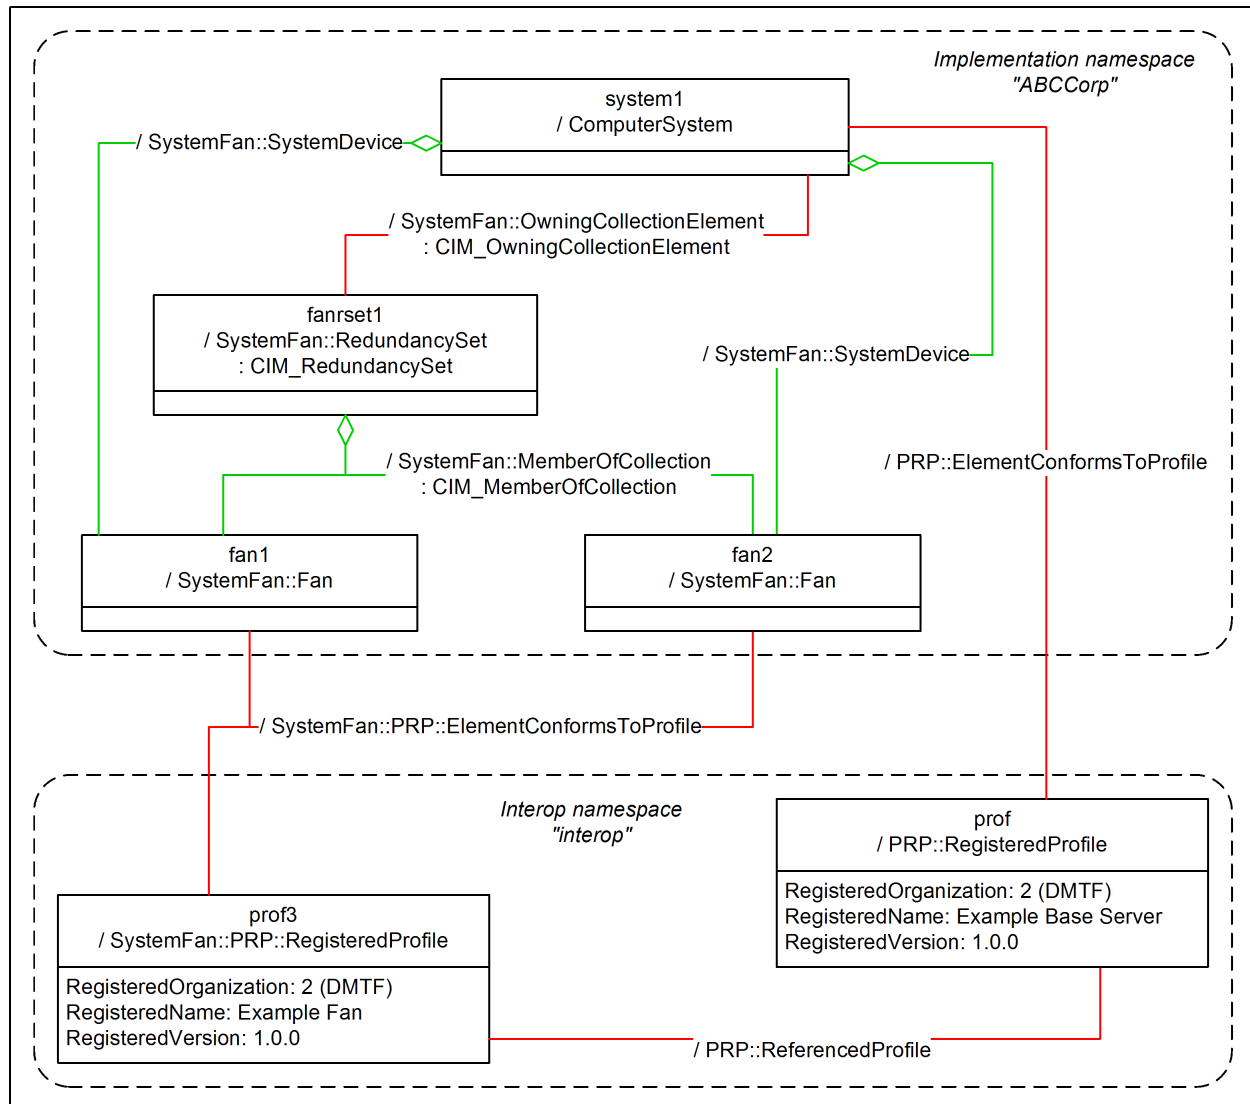 Implementation namespace
"ABCCorp"
system1
/ ComputerSystem
/ SystemFan::SystemDevice
/ SystemFan::OwningCollectionElement
: CIM_OwningCollectionElement
fanrset1
/ SystemFan::RedundancySet
: CIM_RedundancySet
/ SystemFan::SystemDevice
/ SystemFan::MemberOfCollection
: CIM_MemberOfCollection
/ PRP::ElementConformsToProfile
fan1
/ SystemFan::Fan
fan2
/ SystemFan::Fan
/ SystemFan::PRP::ElementConformsToProfile
Interop namespace
"interop"
prof
/ PRP::RegisteredProfile
RegisteredOrganization: 2 (DMTF)
RegisteredName: Example Base Server
RegisteredVersion: 1.0.0
prof3
/ SystemFan::PRP::RegisteredProfile
RegisteredOrganization: 2 (DMTF)
RegisteredName: Example Fan
RegisteredVersion: 1.0.0
/ PRP::ReferencedProfile